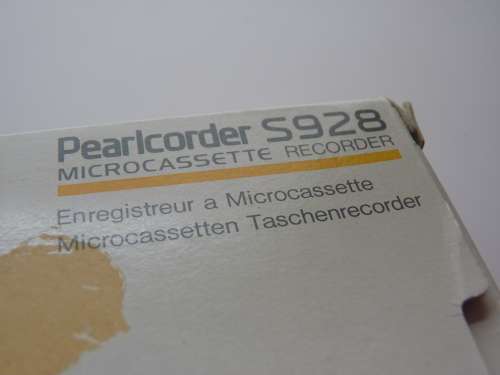 Pearlcorder S928
MICROCASSETTE RECORDER
Enregistreur a Microcassette
Microcassetten Taschenrecorder